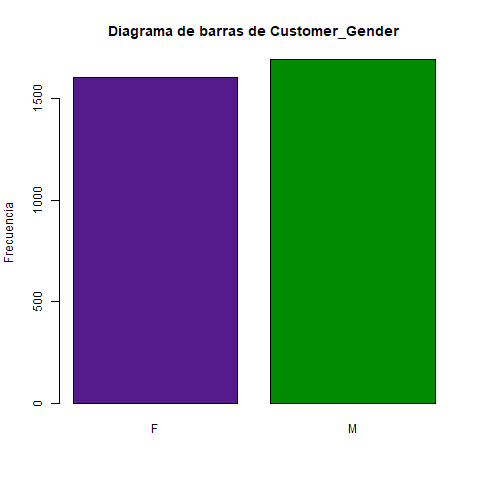 Diagrama de barras de Customer_Gender
Frecuencia
1500
1000
500
0
F
M